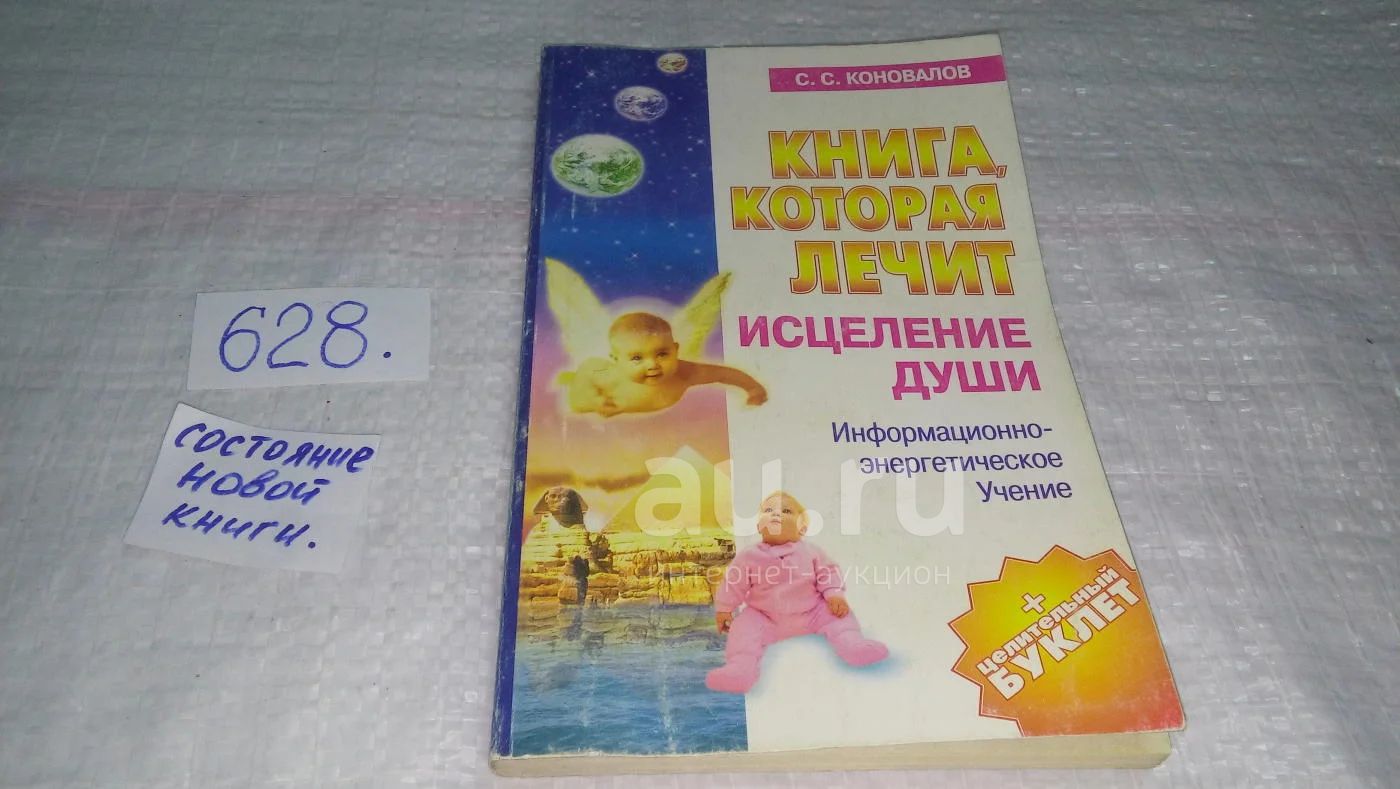 628.
состояние
новой
книги.
С. С. КОНОВАЛОВ
КНИГА,
КОТОРАЯ
ЛЕЧИТ
ИСЦЕЛЕНИЕ
ДУШИ
Информационно-
энергетическое
Учение
+
целительный
БУКЛЕТ
au.ru
интернет-аукцион